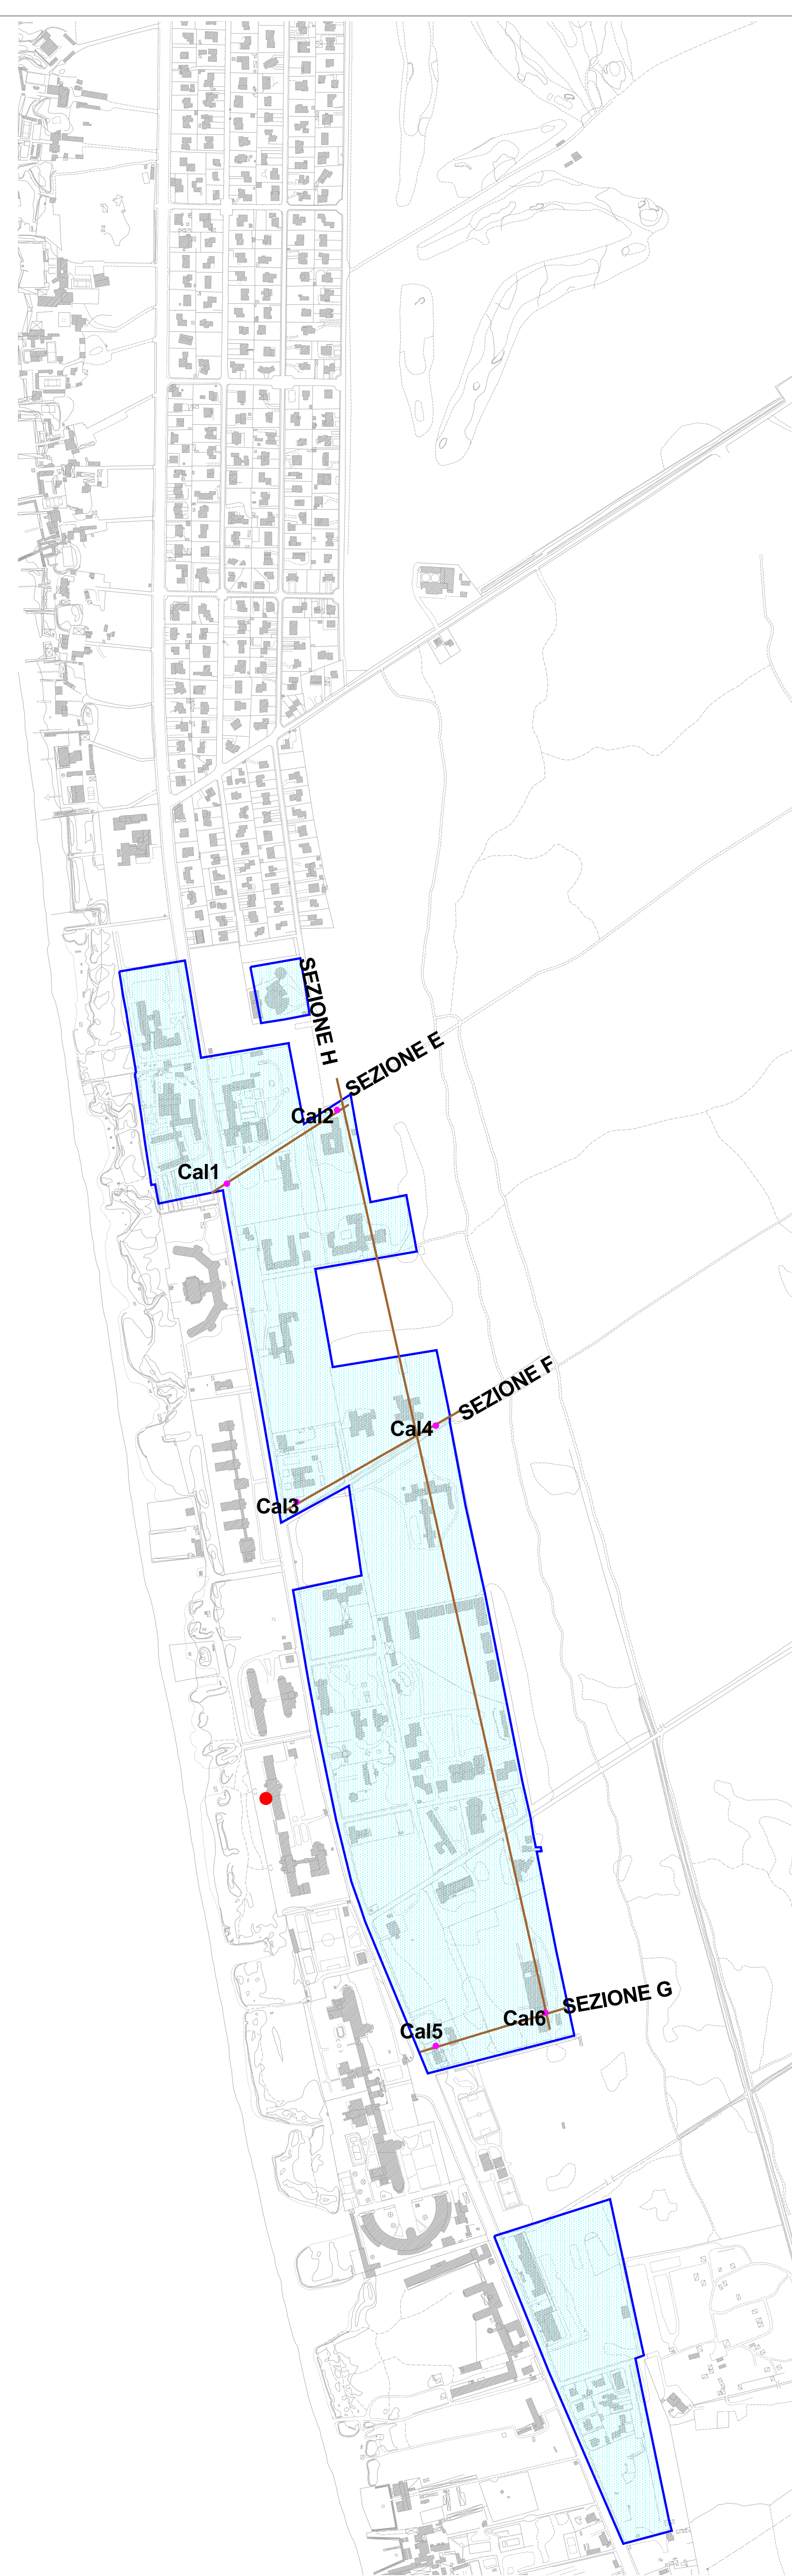 SEZIONE H
SEZIONE E
Cal2
Cal1
SEZIONE F
Cal4
Cal3
SEZIONE G
Cal6
Cal5